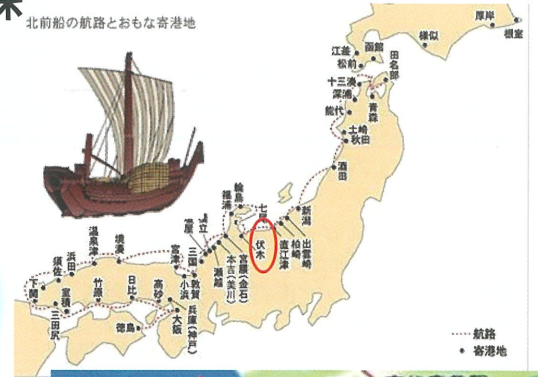 来
北前船の航路とおもな寄港地
厚岸
根室
様似
江差
函館
松前
田名部
十三湊
深浦
青森
能代
土崎
秋田
酒田
輪島
福浦
七尾
新潟
伏木
出雲崎
柏崎
直江津
宮腰(金石)
本吉(美川)
瀬越
三国
敦賀
小浜
宮津
境湊
温泉津
浜田
須佐
下関
室積
三田尻
竹原
日比
高砂
兵庫(神戸)
大阪
徳島
航路
寄港地